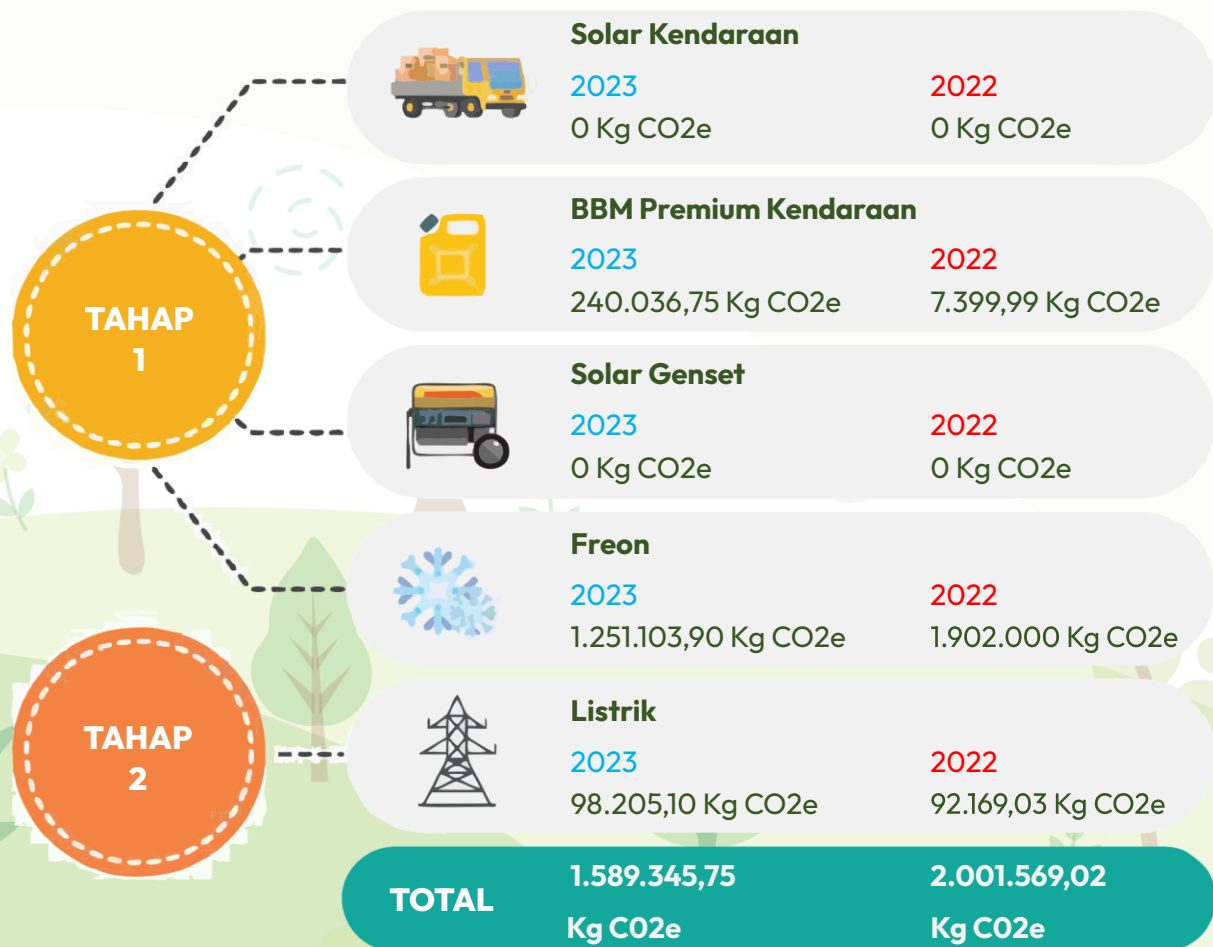 Solar Kendaraan
2023 2022
0 Kg CO2e 0 Kg CO2e
BBM Premium Kendaraan
2023 2022
240.036,75 Kg CO2e 7.399,99 Kg CO2e
TAHAP
1
Solar Genset
2023 2022
0 Kg CO2e 0 Kg CO2e
Freon
2023 2022
1.251.103,90 Kg CO2e 1.902.000 Kg CO2e
TAHAP
2
Listrik
2023 2022
98.205,10 Kg CO2e 92.169,03 Kg CO2e
TOTAL
1.589.345,75 2.001.569,02
Kg C02e Kg C02e